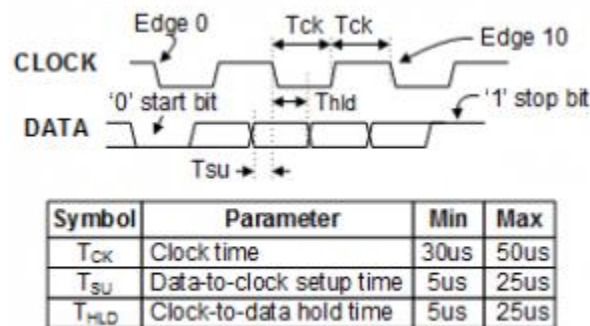 Edge 0
Tck Tck
Edge 10
CLOCK
'0' start bit
Thld
'1' stop bit
DATA
Tsu
Symbol Parameter Min Max
TCK Clock time 30us 50us
TSU Data-to-clock setup time 5us 25us
THLD Clock-to-data hold time 5us 25us